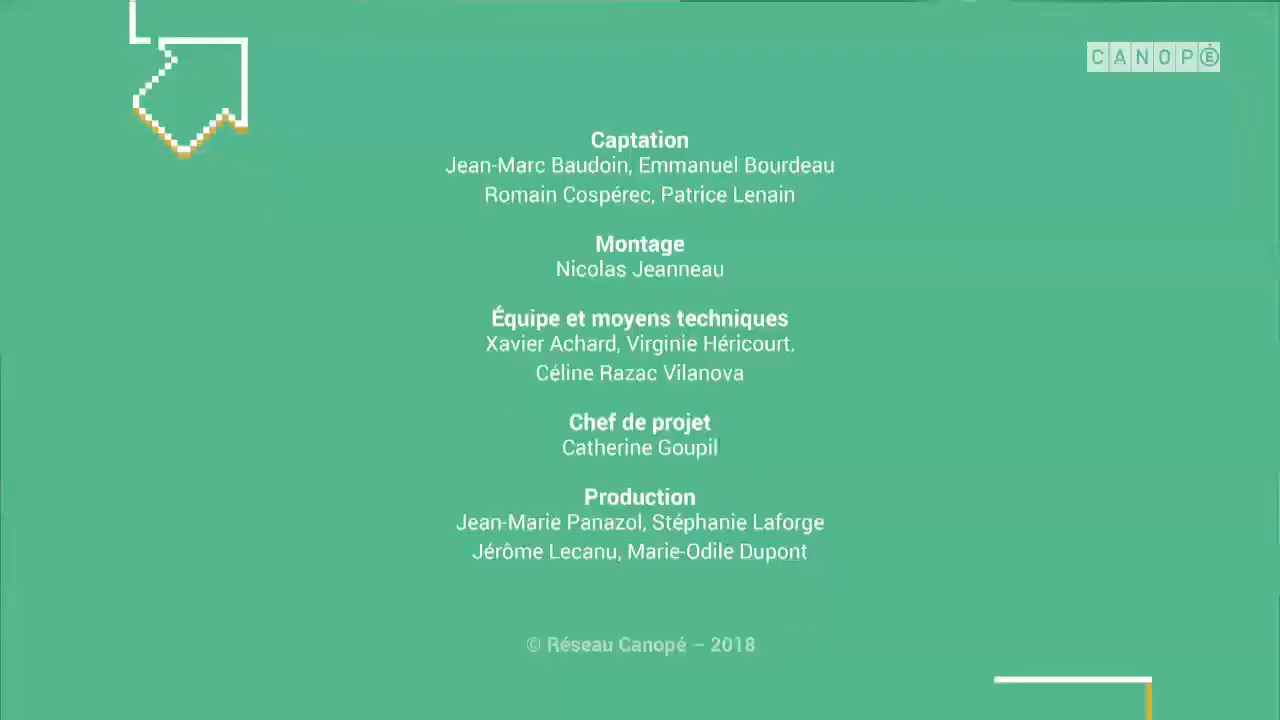 CANOPÉ
Captation
Jean-Marc Baudoin, Emmanuel Bourdeau
Romain Cospérec, Patrice Lenain
Montage
Nicolas Jeanneau
Équipe et moyens techniques
Xavier Achard, Virginie Héricourt,
Céline Razac Vilanova
Chef de projet
Catherine Goupil
Production
Jean-Marie Panazol, Stéphanie Laforge
Jérôme Lecanu, Marie-Odile Dupont
© Réseau Canopé – 2018